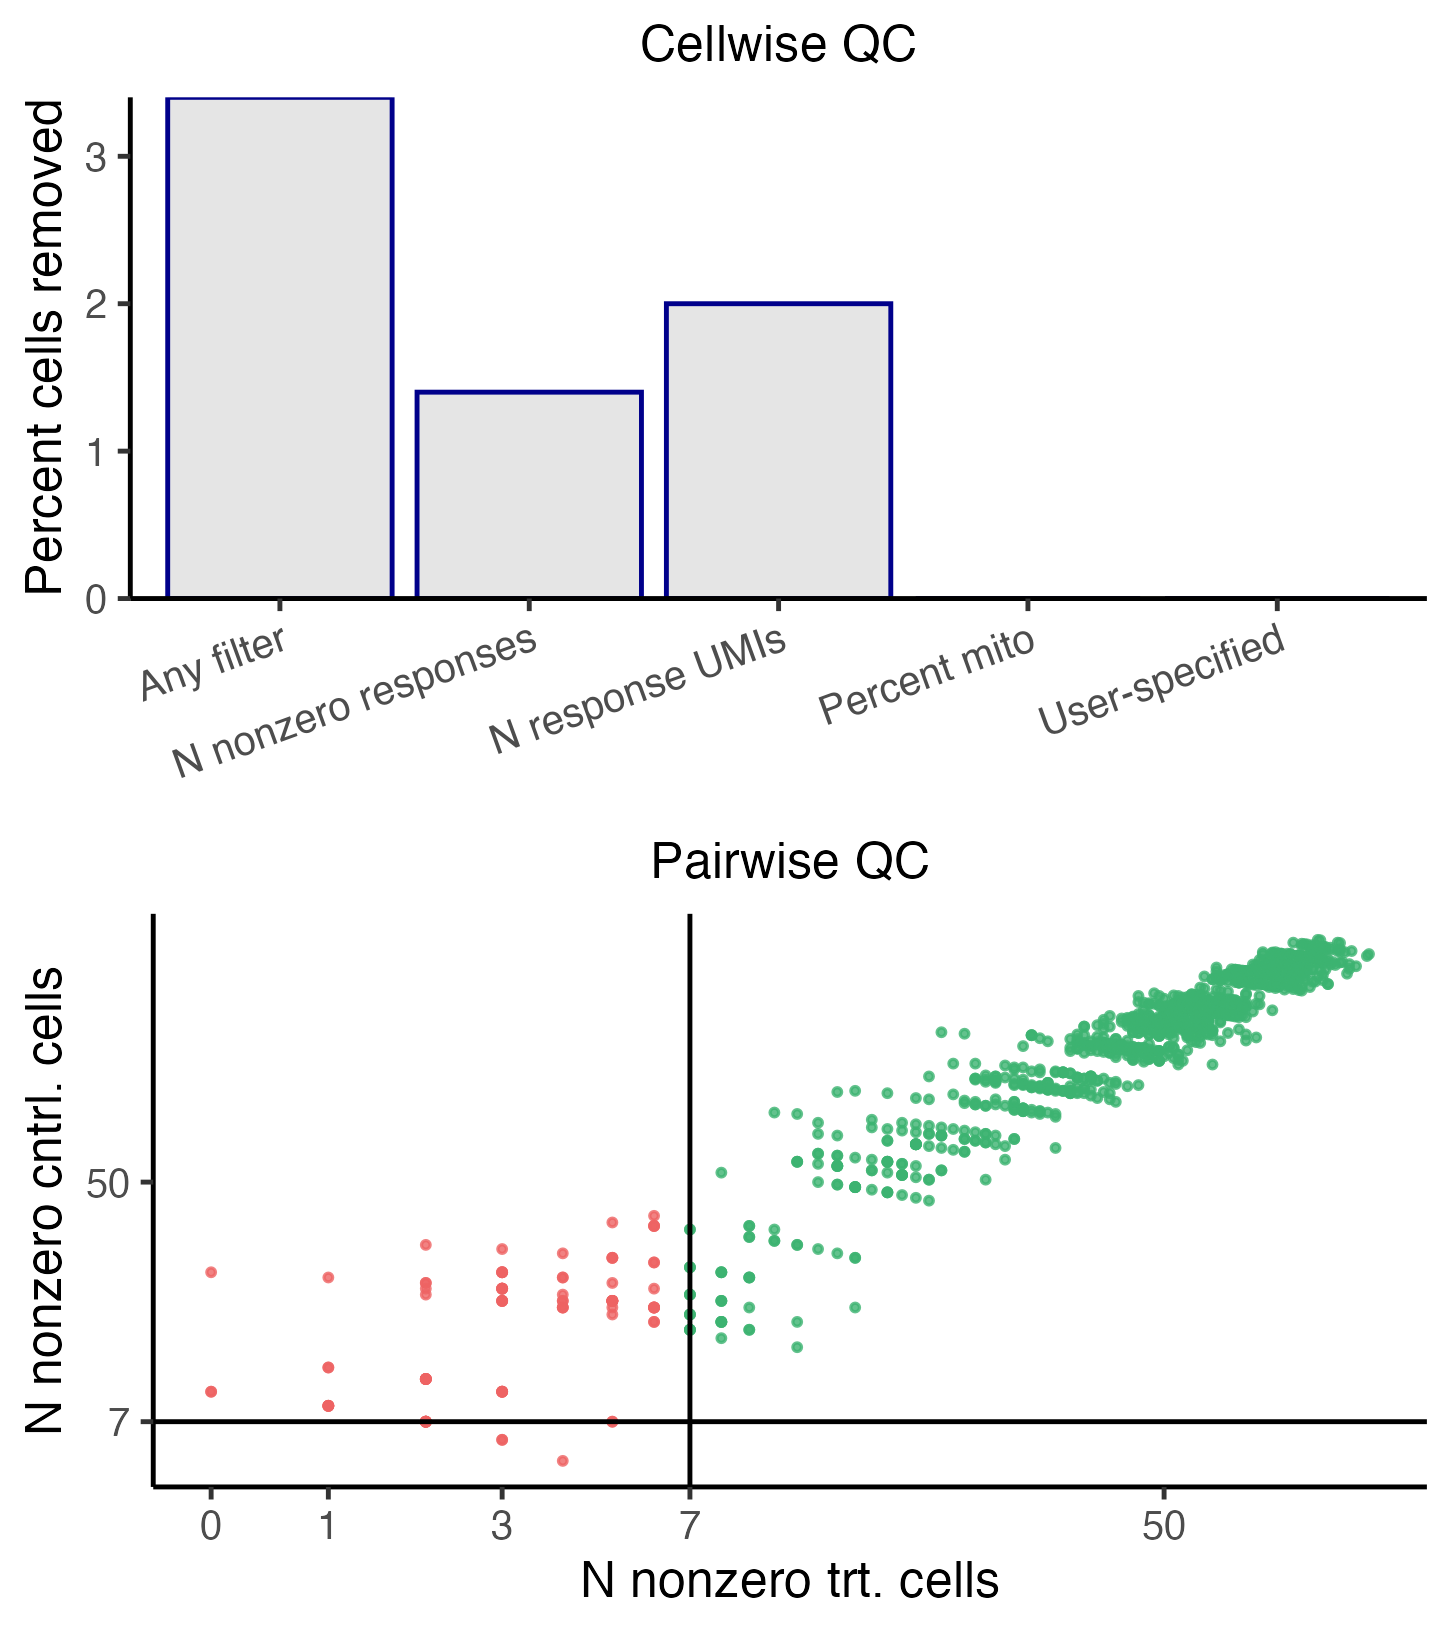 Cellwise QC
Percent cells removed
3
2
1
0
Any filter
N nonzero responses
N response UMIs
Percent mito
User-specified
Pairwise QC
N nonzero cntrl. cells
50
7
0 1 3 7 50
N nonzero trt. cells